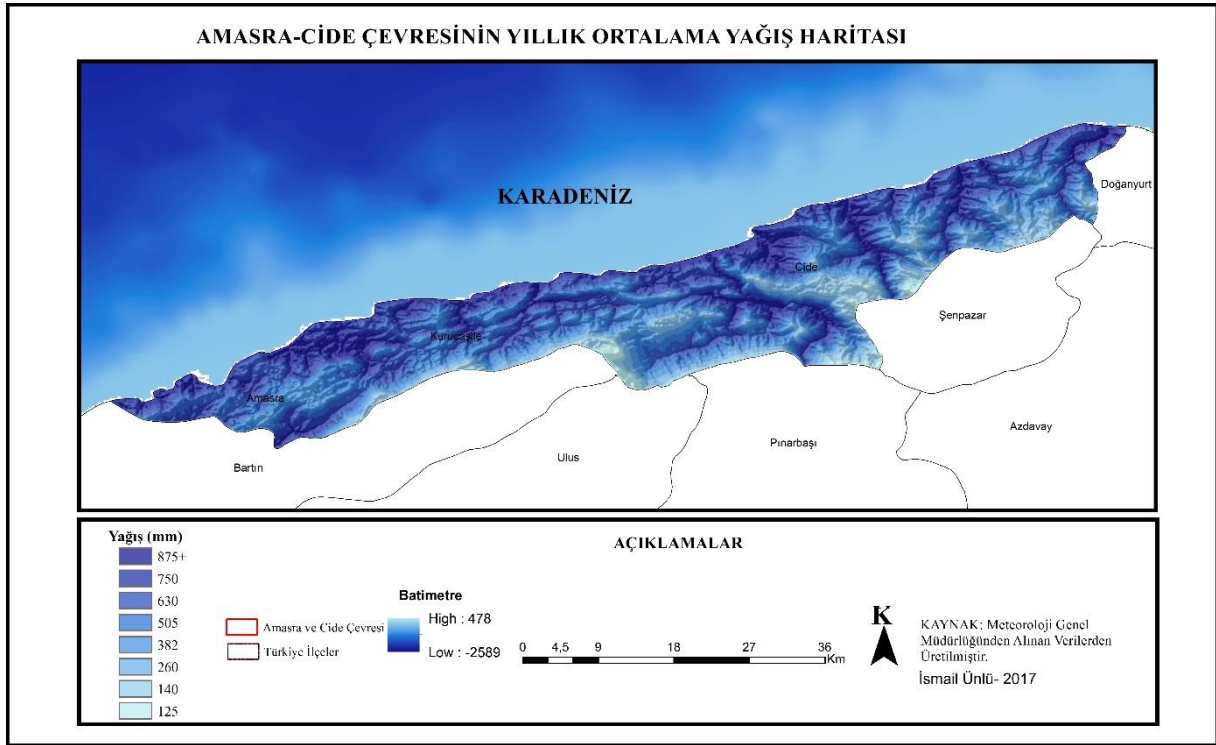 AMASRA-CİDE ÇEVRESİNİN YILLIK ORTALAMA YAĞIŞ HARİTASI
KARADENİZ
Doğanyurt
Cide
Şenpazar
Kurucaşile
Amasra
Azdavay
Pınarbaşı
Ulus
Bartın
Yağış (mm)
875+
750
630
505
382
260
140
125
AÇIKLAMALAR
Amasra ve Cide Çevresi
Türkiye İlçeler
Batimetre
High : 478
Low : -2589
0 4,5 9 18 27 36
Km
K
KAYNAK: Meteoroloji Genel
Müdürlüğünden Alınan Verilerden
Üretilmiştir.
İsmail Ünlü- 2017